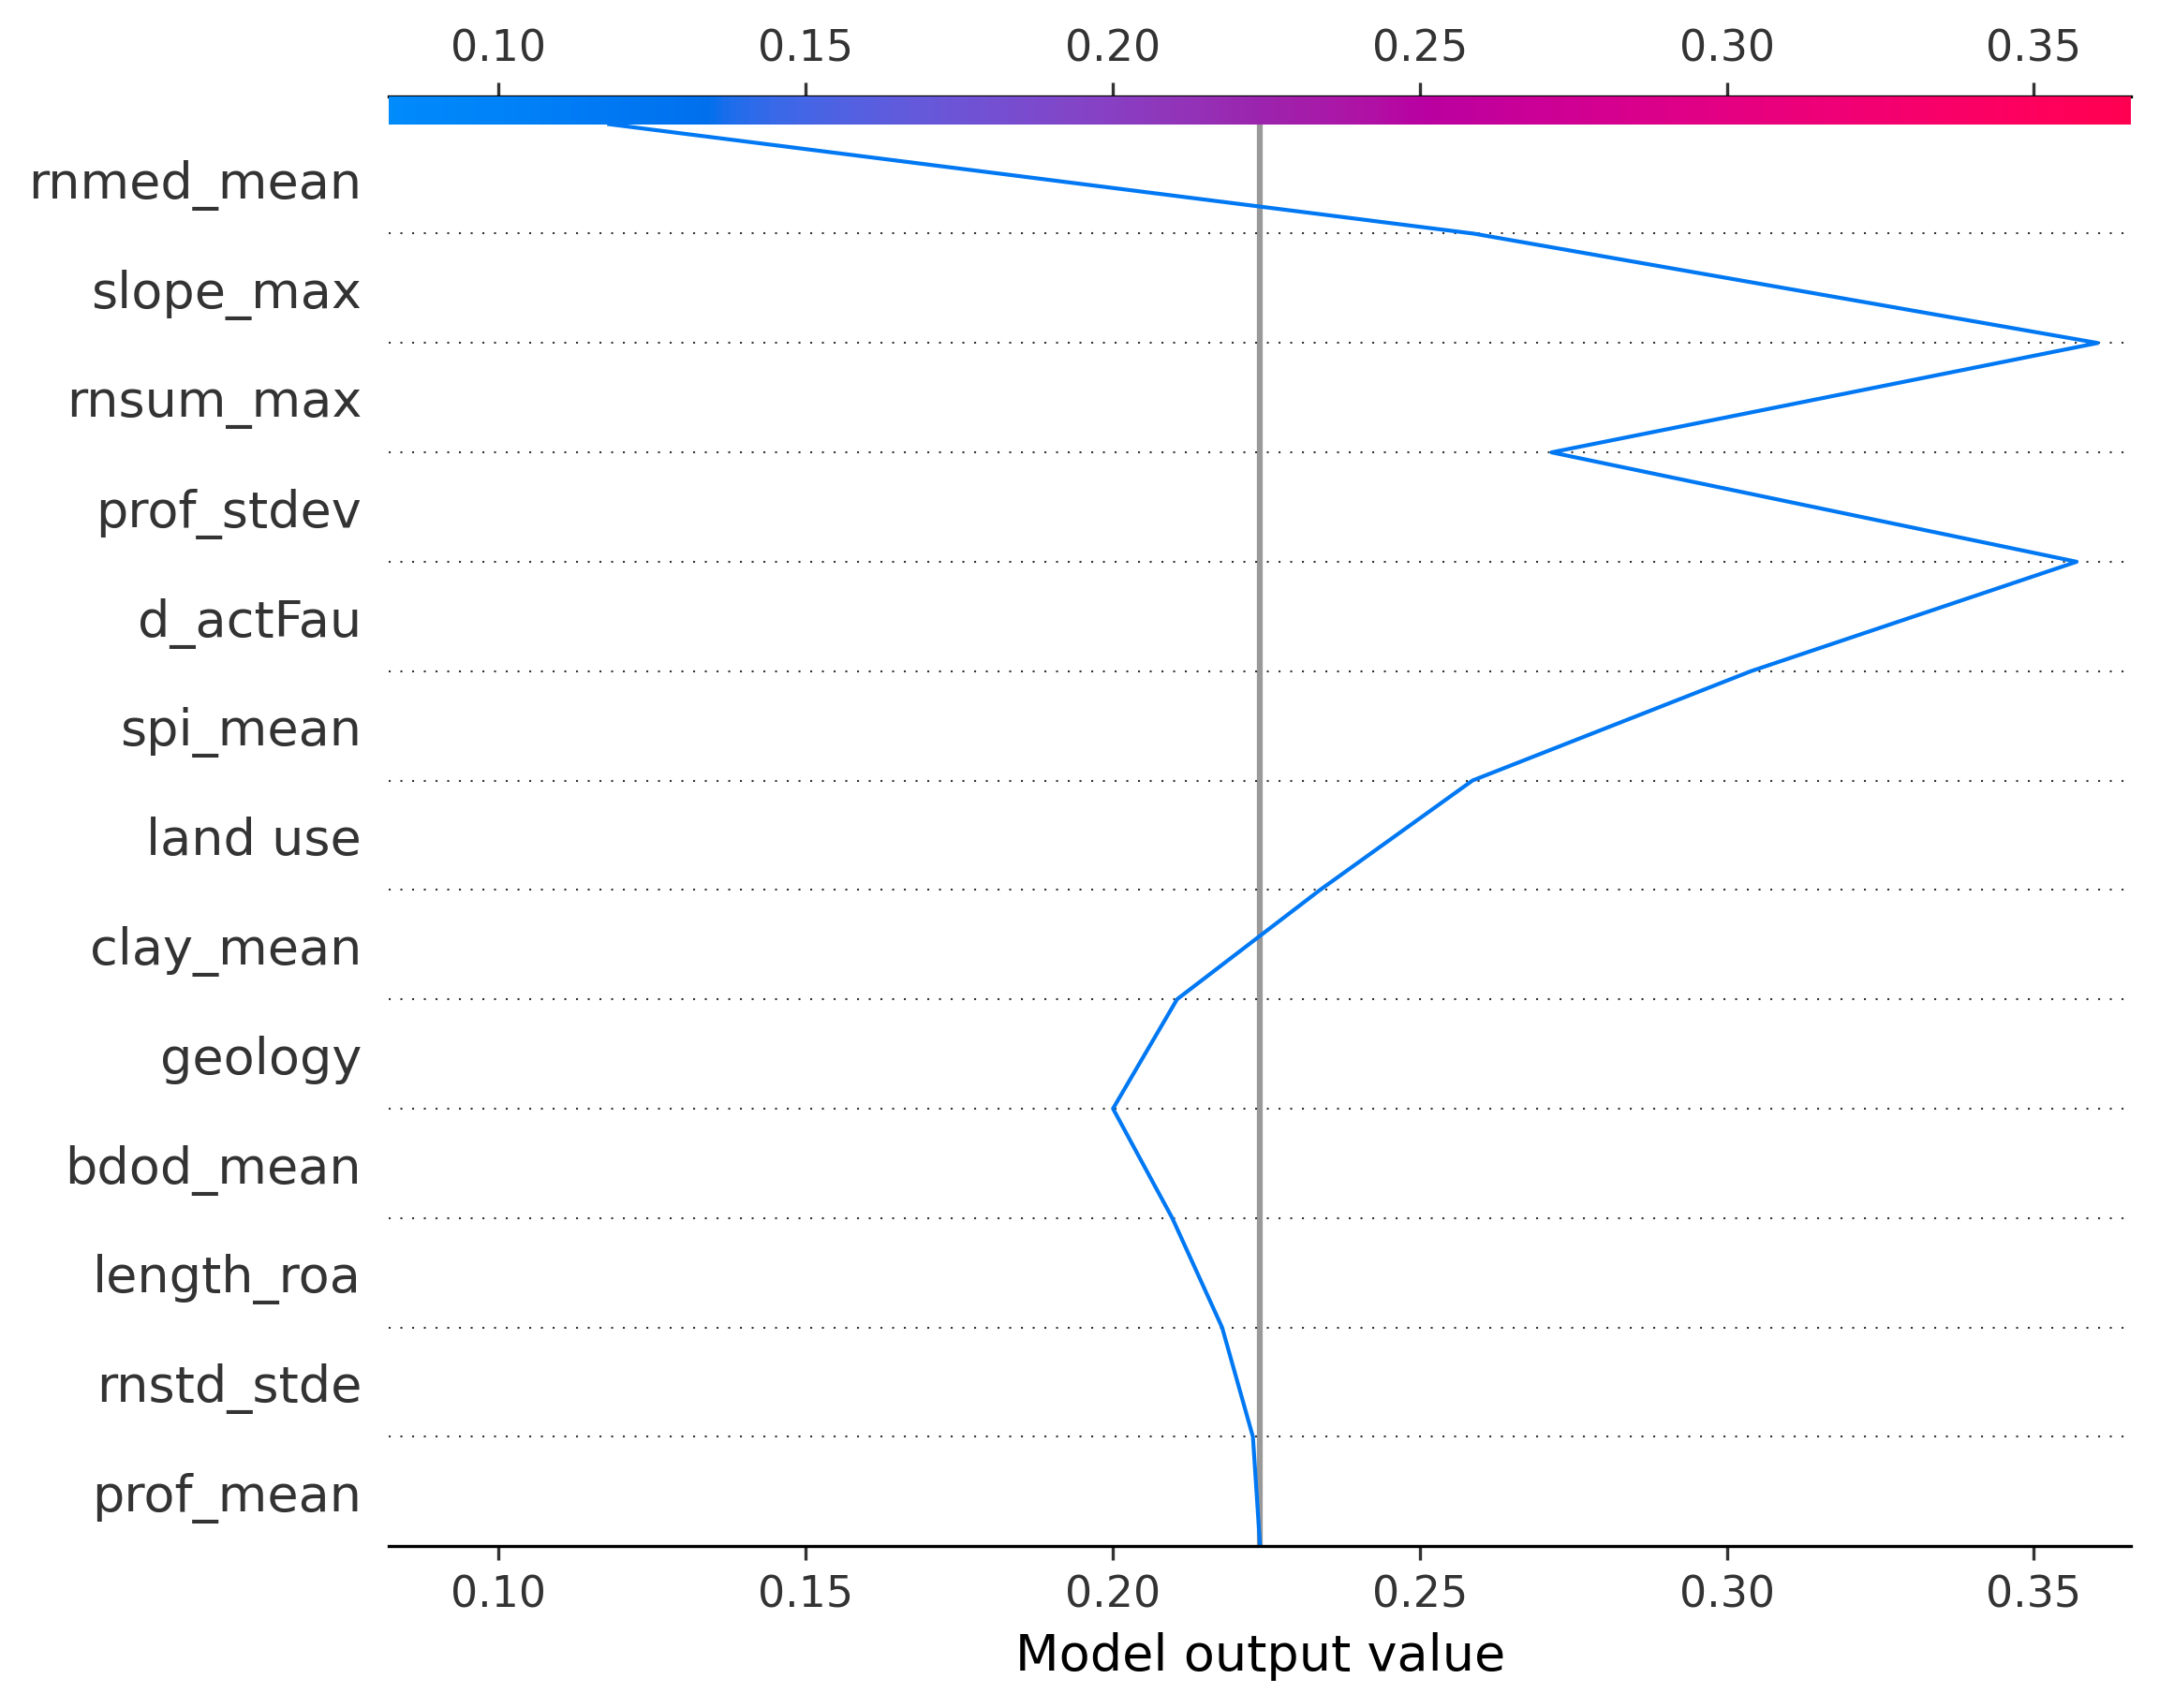 0.10 0.15 0.20 0.25 0.30 0.35
rnmed_mean
slope_max
rnsum_max
prof_stdev
d_actFau
spi_mean
land use
clay_mean
geology
bdod_mean
length_roa
rnstd_stde
prof_mean
0.10 0.15 0.20 0.25 0.30 0.35
Model output value